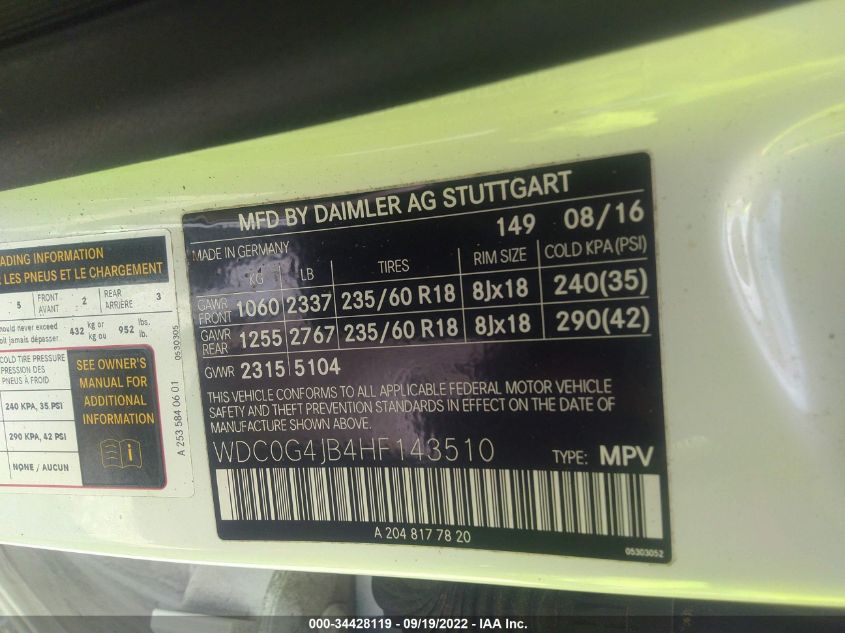 ADING INFORMATION
LES PNEUS ET LE CHARGEMENT
5 FRONT AVANT 2 REAR ARRIÈRE 3
hould never exceed 432 kg or 952 lbs.
oit jamais dépasser kg ou lb.
COLD TIRE PRESSURE
PRESSION DES
PNEUS À FROID
240 KPA, 35 PSI
290 KPA, 42 PSI
NONE / AUCUN
SEE OWNER'S
MANUAL FOR
ADDITIONAL
INFORMATION
0530305
A 253 584 06 01
MFD BY DAIMLER AG STUTTGART
149 08/16
MADE IN GERMANY
KG LB TIRES RIM SIZE COLD KPA(PSI)
GAWR FRONT 1060 2337 235/60 R18 8Jx18 240(35)
GAWR REAR 1255 2767 235/60 R18 8Jx18 290(42)
GVWR 2315 5104
THIS VEHICLE CONFORMS TO ALL APPLICABLE FEDERAL MOTOR VEHICLE
SAFETY AND THEFT PREVENTION STANDARDS IN EFFECT ON THE DATE OF
MANUFACTURE SHOWN ABOVE.
WDC0G4JB4HF143510 TYPE: MPV
A 204 817 78 20
05303052
000-34428119 - 09/19/2022 - IAA Inc.